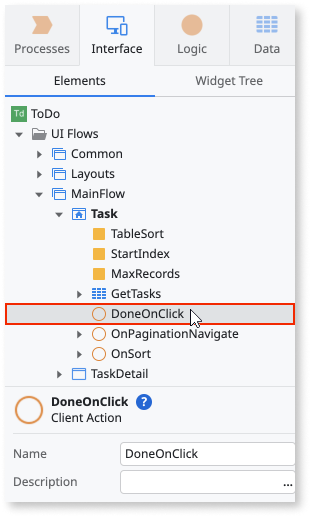 Processes Interface Logic Data
Elements Widget Tree
Td ToDo
UI Flows
Common
Layouts
MainFlow
Task
TableSort
StartIndex
MaxRecords
GetTasks
DoneOnClick
OnPaginationNavigate
OnSort
TaskDetail
DoneOnClick ?
Client Action
Name DoneOnClick
Description ...